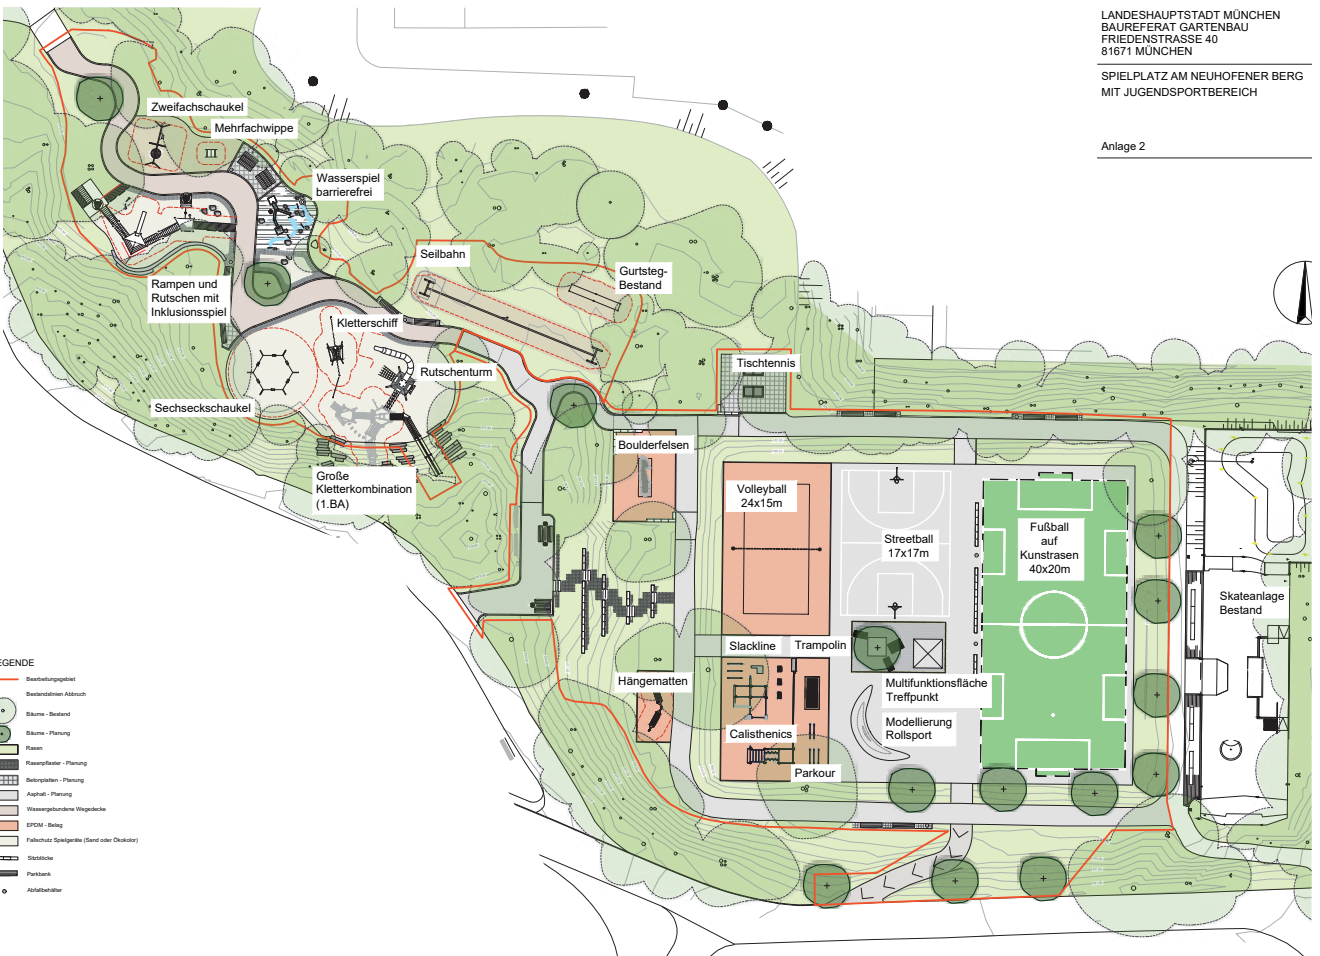 LANDESHAUPTSTADT MÜNCHEN
BAUREFERAT GARTENBAU
FRIEDENSTRASSE 40
81671 MÜNCHEN
SPIELPLATZ AM NEUHOFENER BERG
MIT JUGENDSPORTBEREICH
Anlage 2
Zweifachschaukel
Mehrfachwippe
Wasserspiel
barrierefrei
Seilbahn
Gurtsteg-
Bestand
Rampen und
Rutschen mit
Inklusionsspiel
Kletterschiff
Rutschenturm
Tischtennis
Sechseckschaukel
Boulderfelsen
Große
Kletterkombination
(1.BA)
Volleyball
24x15m
Streetball
17x17m
Fußball
auf
Kunstrasen
40x20m
Skateanlage
Bestand
Slackline
Trampolin
Hängematten
Multifunktionsfläche
Treffpunkt
Calisthenics
Modellierung
Rollsport
Parkour
EGENDE
Bearbeitungsgebiet
Bestandslinien Abbruch
Bäume - Bestand
Bäume - Planung
Rasen
Rasenpflaster - Planung
Betonplatten - Planung
Asphalt - Planung
Wassergebundene Wegedecke
EPDM - Belag
Fallschutz Spielgeräte (Sand oder Ökokolor)
Sitzblöcke
Parkbank
Abfallbehälter